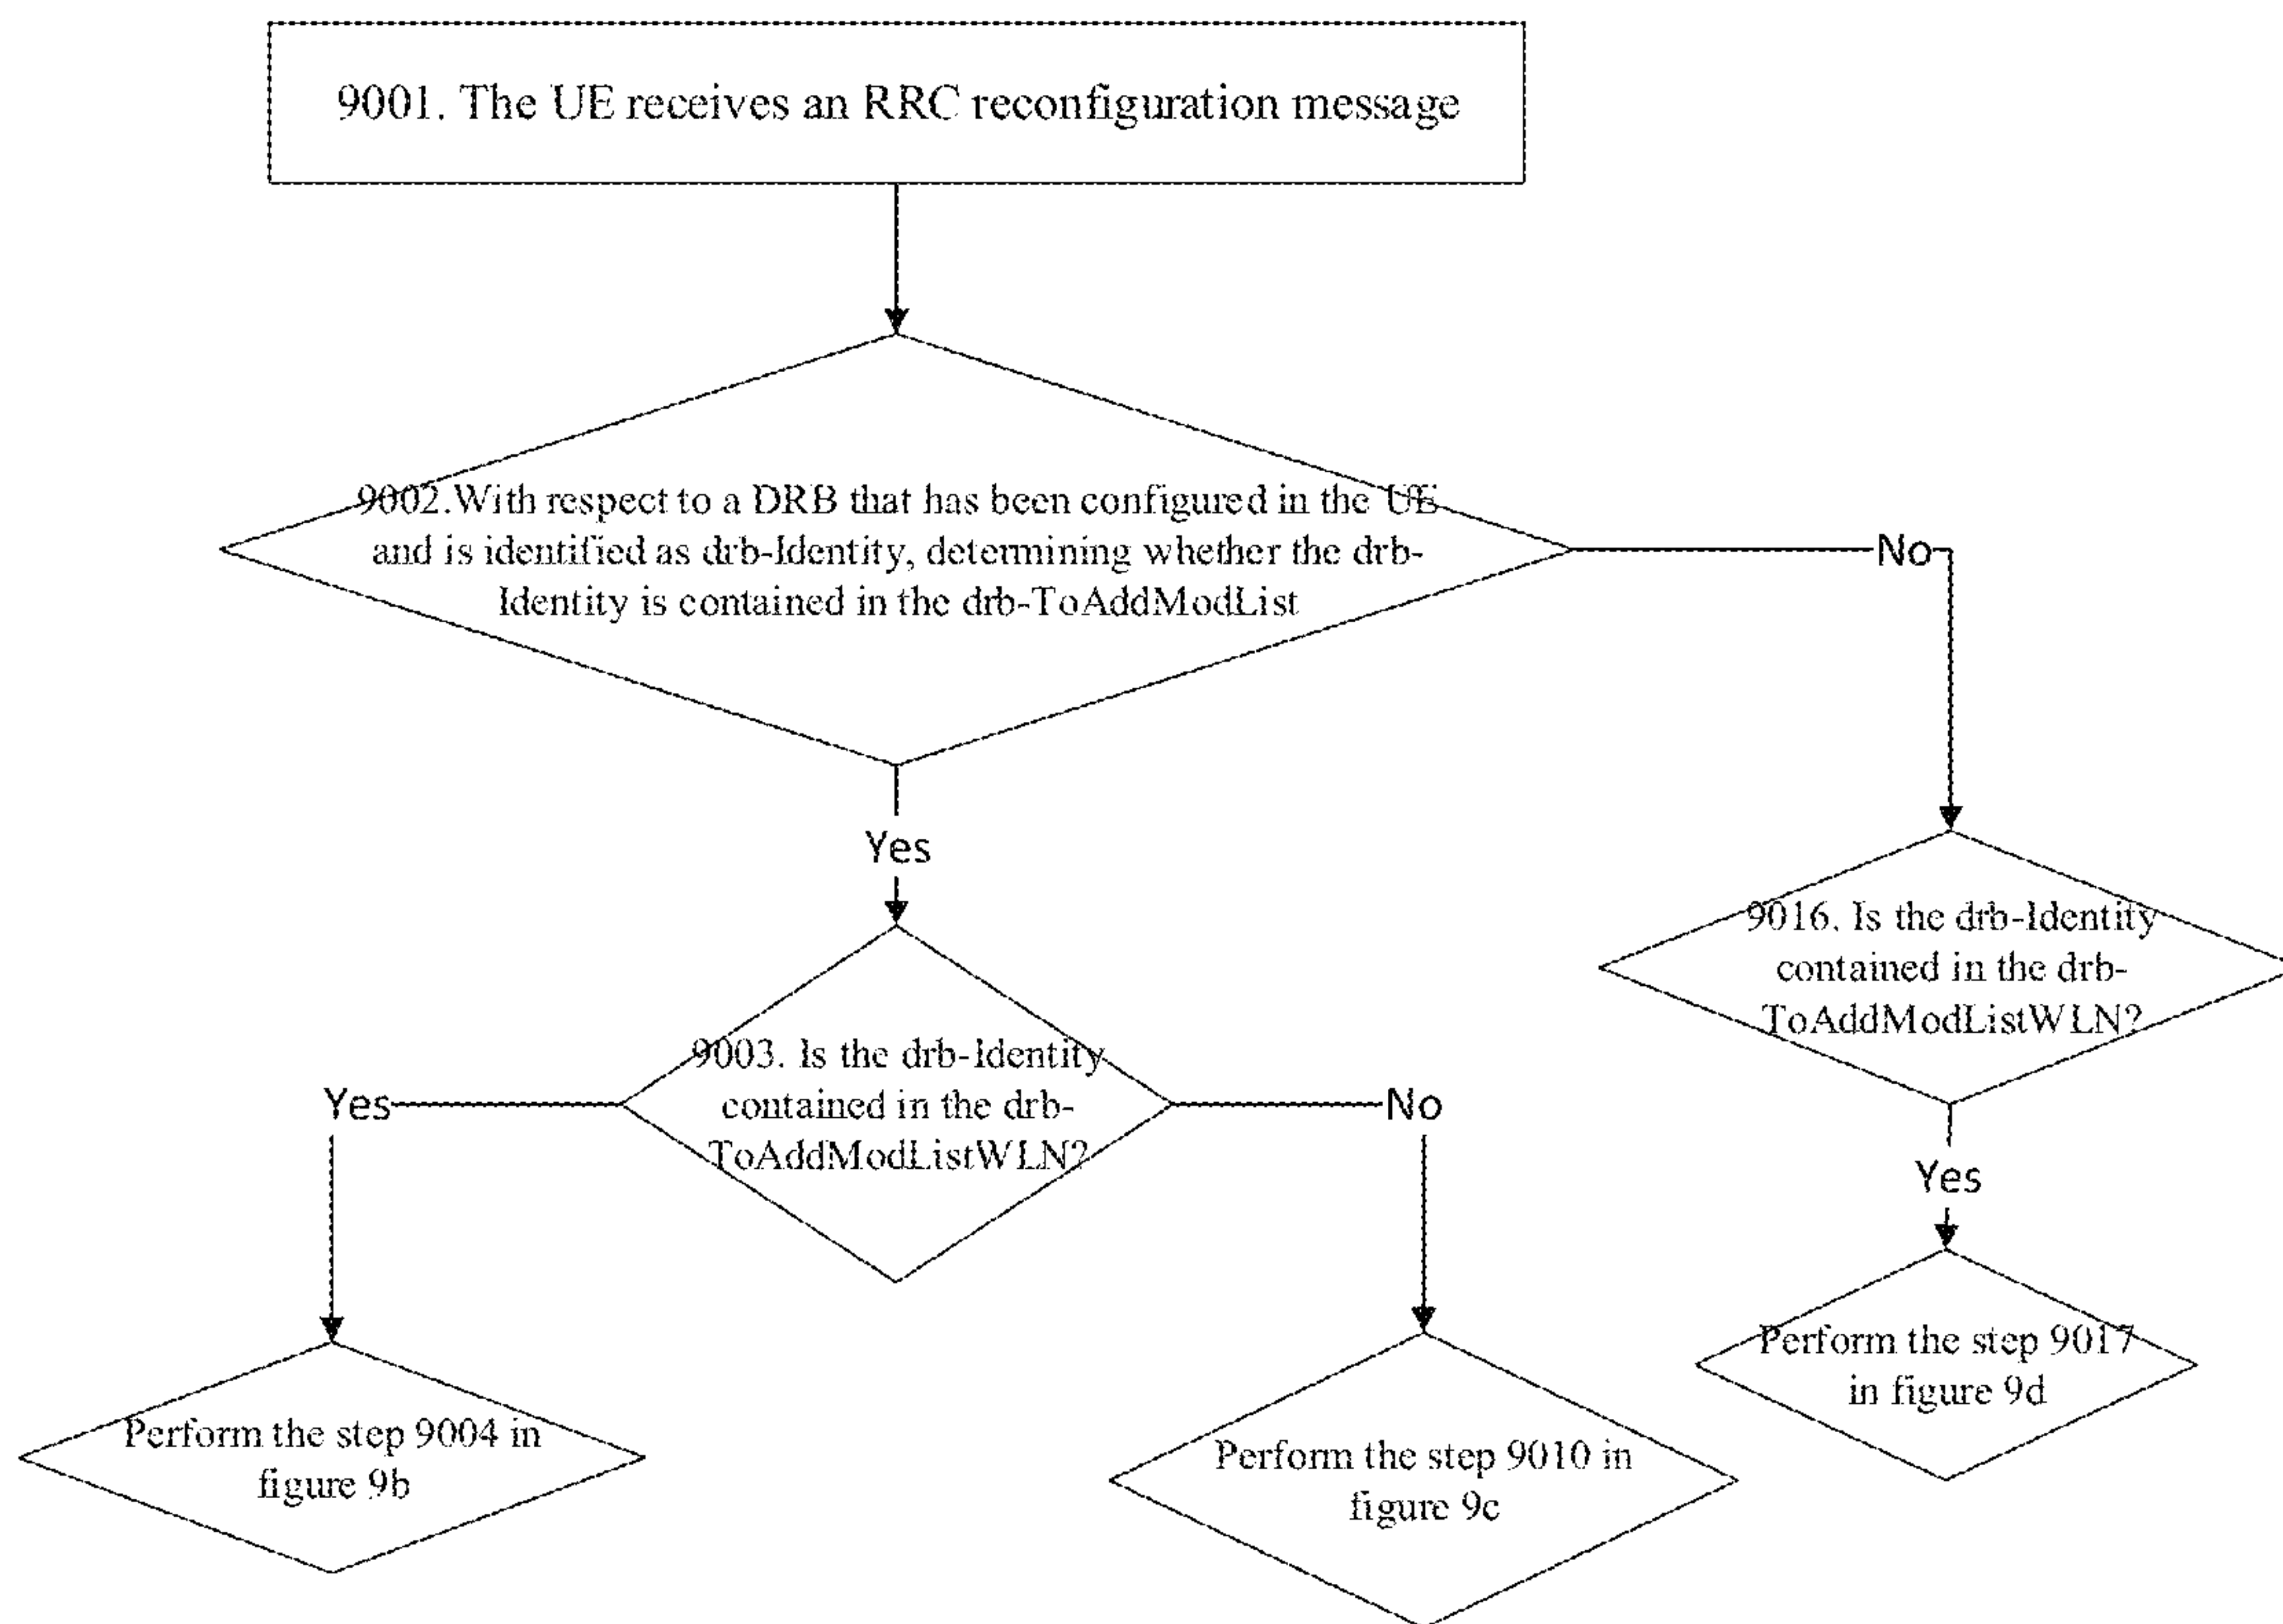 9001. The UE receives an RRC reconfiguration message
9002.With respect to a DRB that has been configured in the UE
and is identified as drb-Identity, determining whether the drb-
Identity is contained in the drb-ToAddModList
No
Yes
9016. Is the drb-Identity
contained in the drb-
ToAddModListWLN?
9003. Is the drb-Identity
contained in the drb-
ToAddModListWLN?
Yes
No
Yes
Perform the step 9017
in figure 9d
Perform the step 9004 in
figure 9b
Perform the step 9010 in
figure 9c